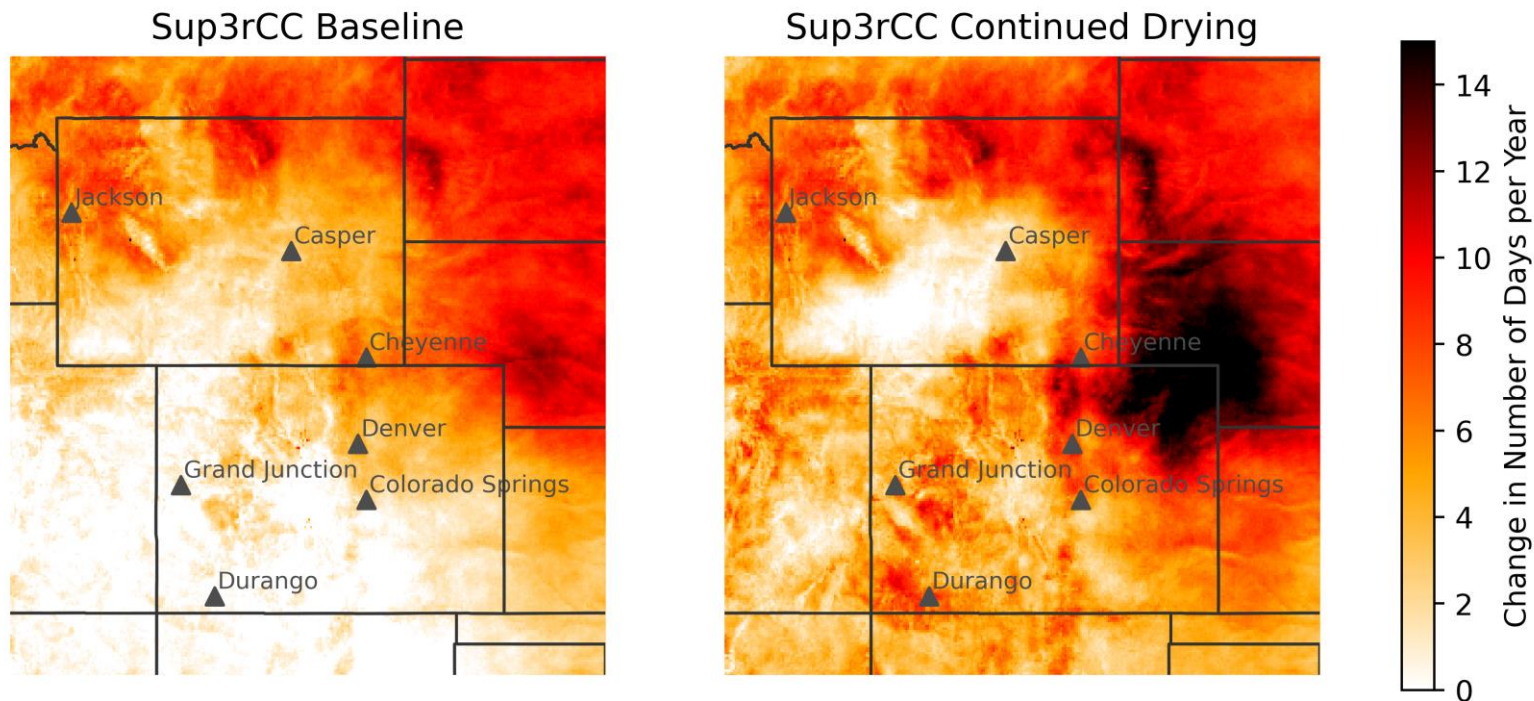 Sup3rCC Baseline
Jackson
Casper
Cheyenne
Denver
Grand Junction
Colorado Springs
Durango
Sup3rCC Continued Drying
Jackson
Casper
Cheyenne
Denver
Grand Junction
Colorado Springs
Durango
14
12
10
8
6
4
2
0
Change in Number of Days per Year